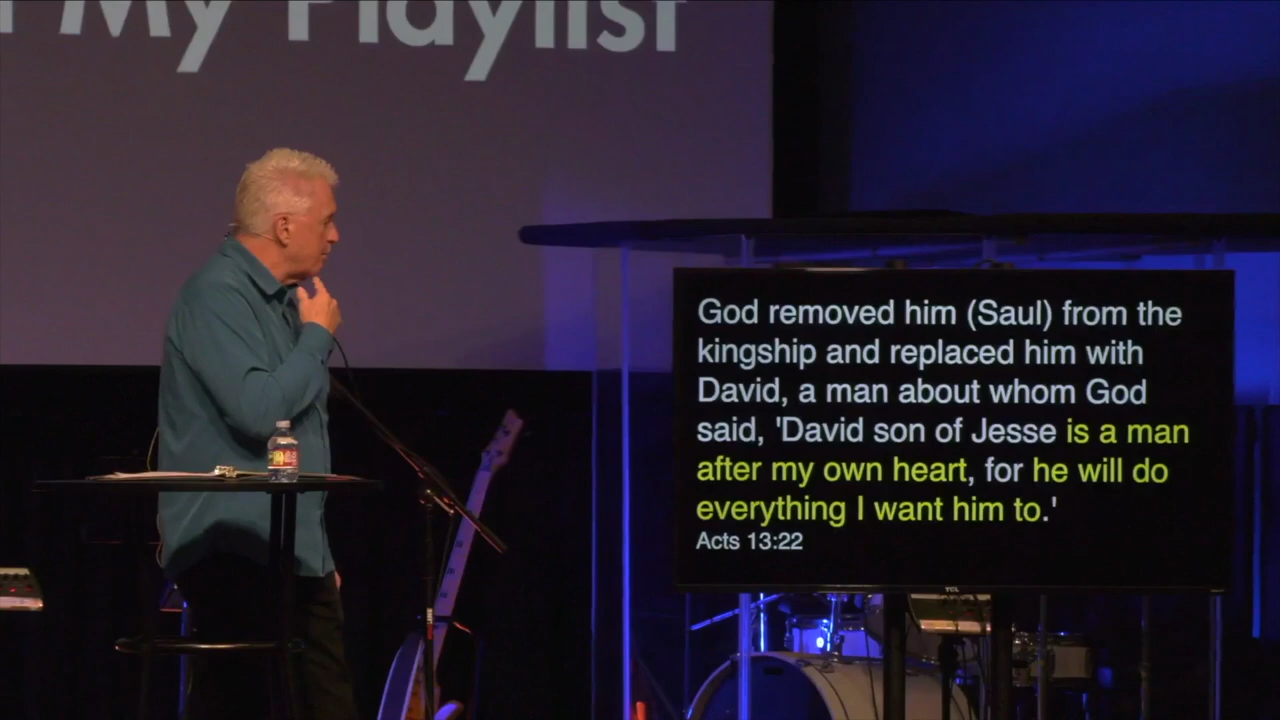 My Playlist
God removed him (Saul) from the
kingship and replaced him with
David, a man about whom God
said, 'David son of Jesse is a man
after my own heart, for he will do
everything I want him to.'
Acts 13:22
TCL